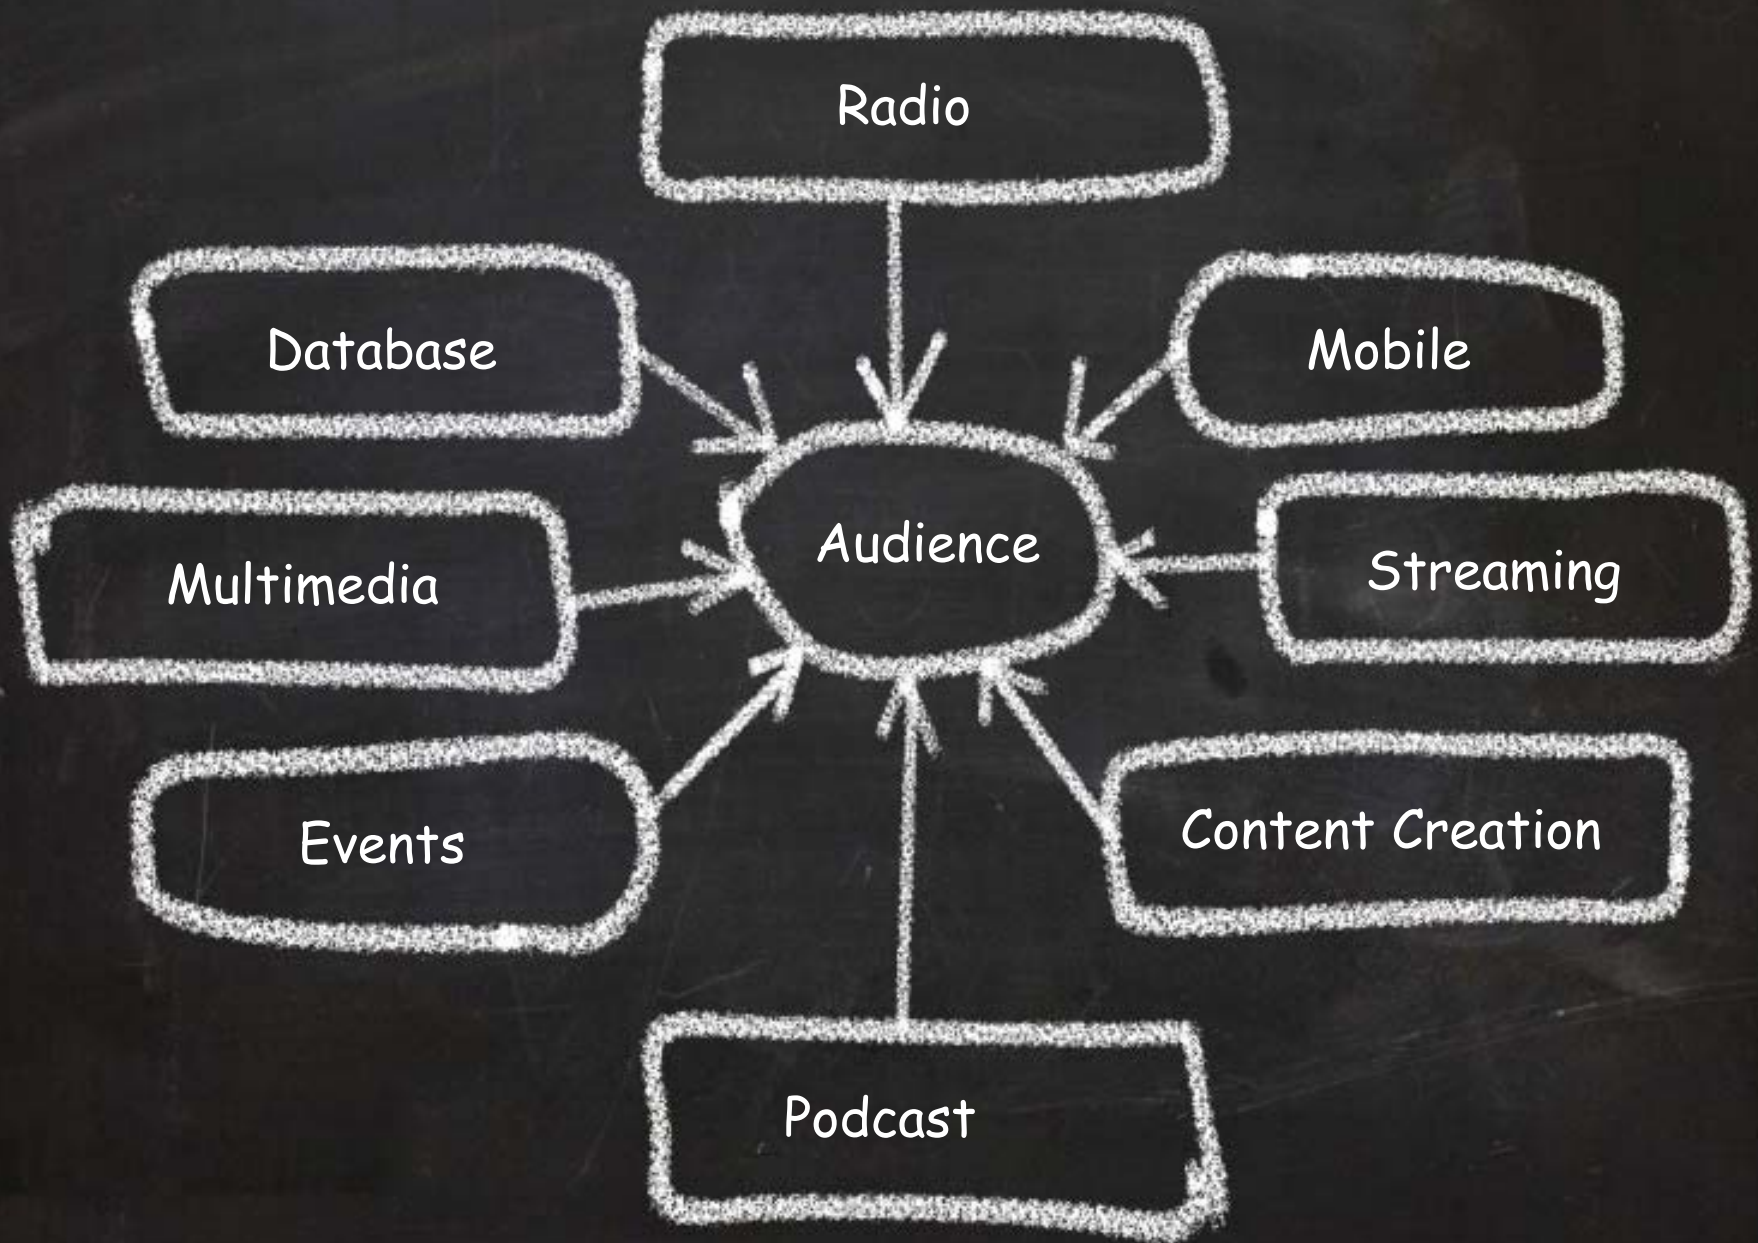 Radio
Database
Mobile
Audience
Multimedia
Streaming
Events
Content Creation
Podcast